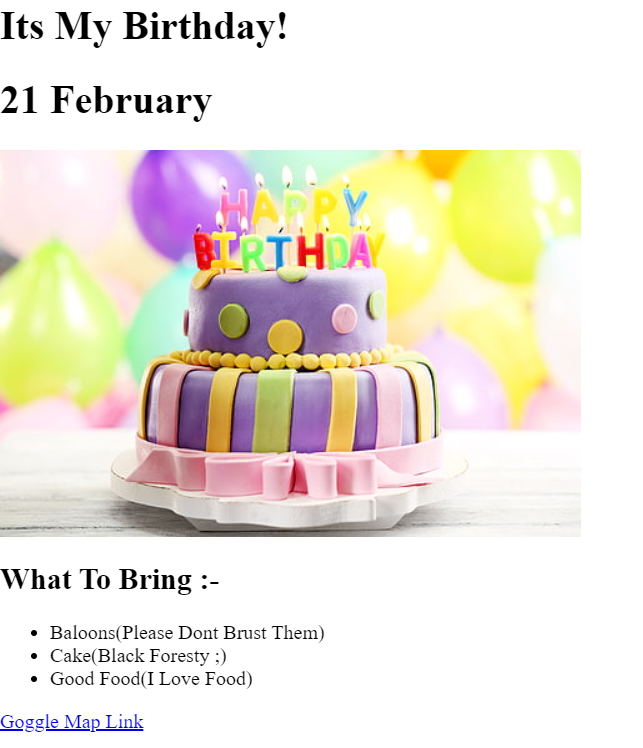 Its My Birthday!
21 February
HAPPY
BIRTHDAY
What To Bring :-
Baloons(Please Dont Brust Them)
Cake(Black Foresty ;)
Good Food(I Love Food)
Goggle Map Link